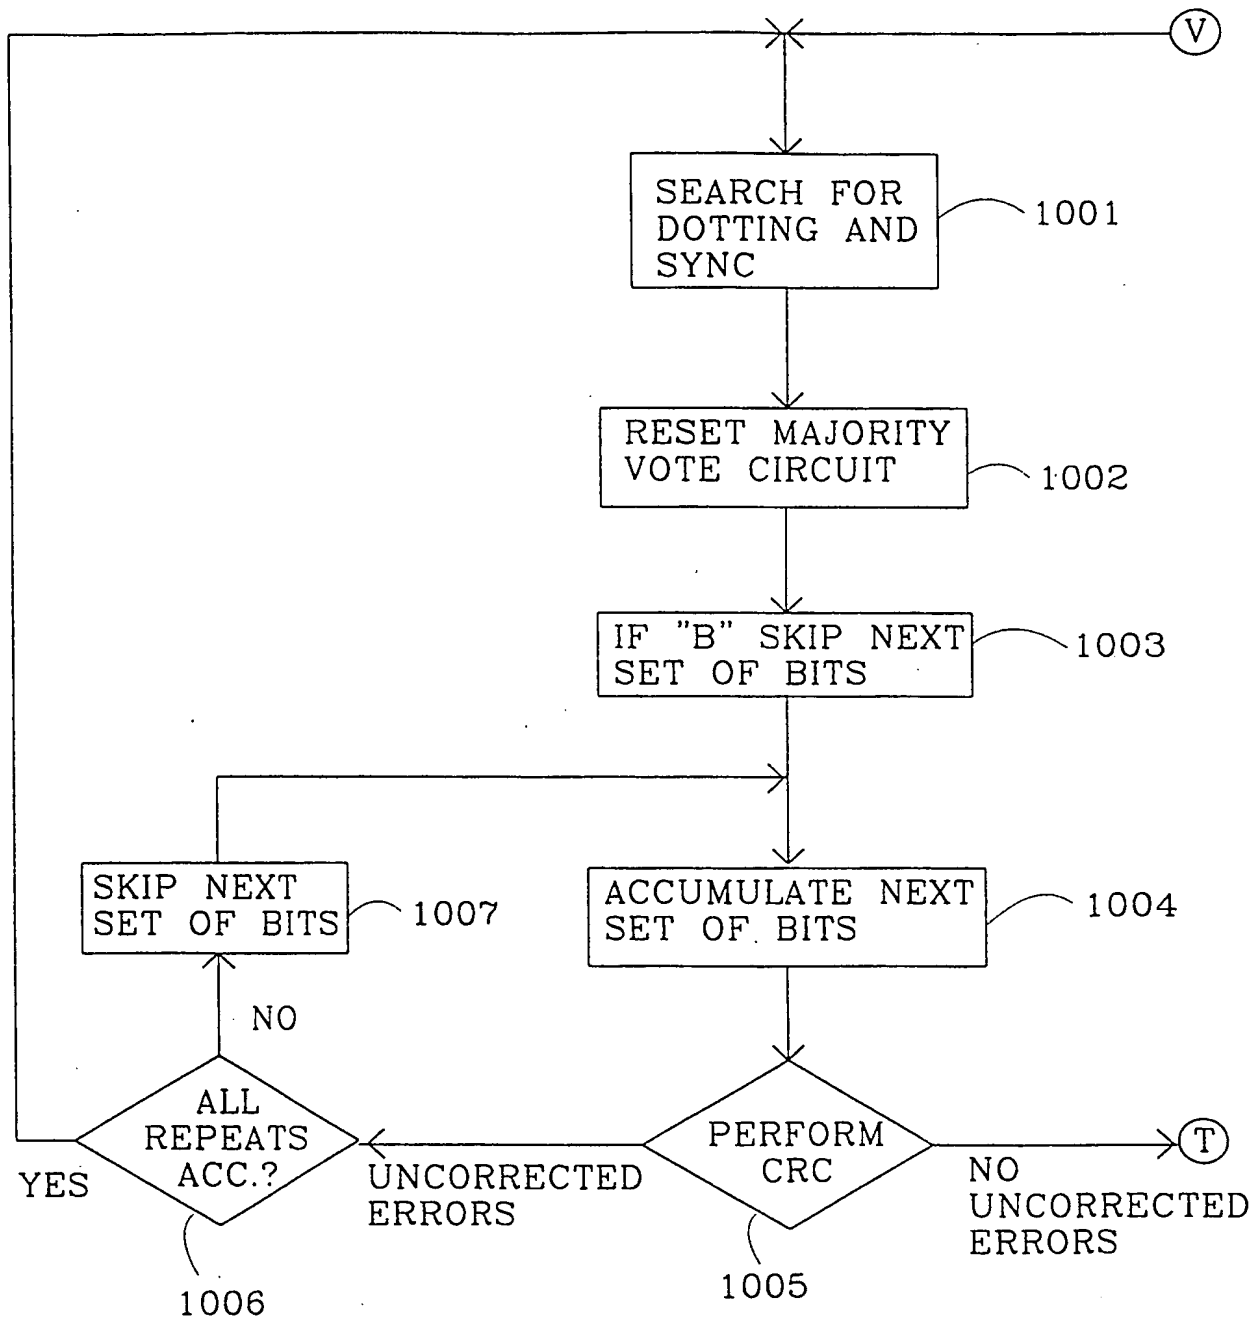 V
SEARCH FOR
DOTTING AND
SYNC
1001
RESET MAJORITY
VOTE CIRCUIT
1002
IF "B" SKIP NEXT
SET OF BITS
1003
SKIP NEXT
SET OF BITS
1007
ACCUMULATE NEXT
SET OF BITS
1004
NO
ALL
REPEATS
ACC.?
YES
1006
UNCORRECTED
ERRORS
PERFORM
CRC
1005
NO
UNCORRECTED
ERRORS
T